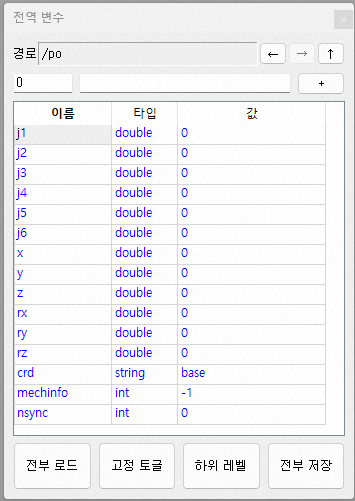 전역 변수 x
경로 /po ← → ↑
0 +
이름 타입 값
j1 double 0
j2 double 0
j3 double 0
j4 double 0
j5 double 0
j6 double 0
x double 0
y double 0
z double 0
rx double 0
ry double 0
rz double 0
crd string base
mechinfo int -1
nsync int 0
전부 로드 고정 토글 하위 레벨 전부 저장